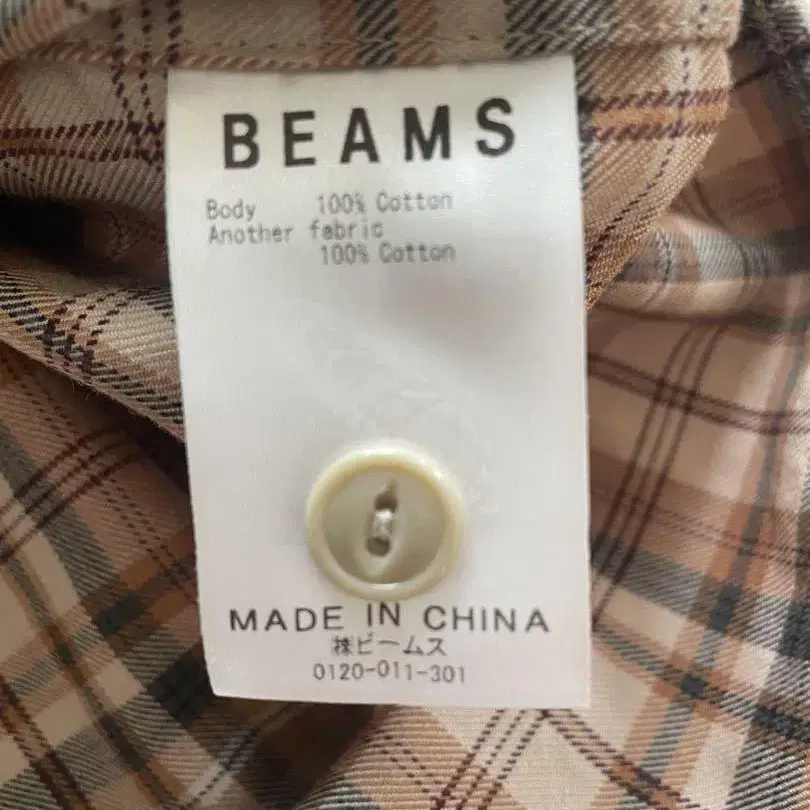 BEAMS
Body 100% Cotton
Another fabric
100% Cotton
MADE IN CHINA
㈱ビームス
0120-011-301